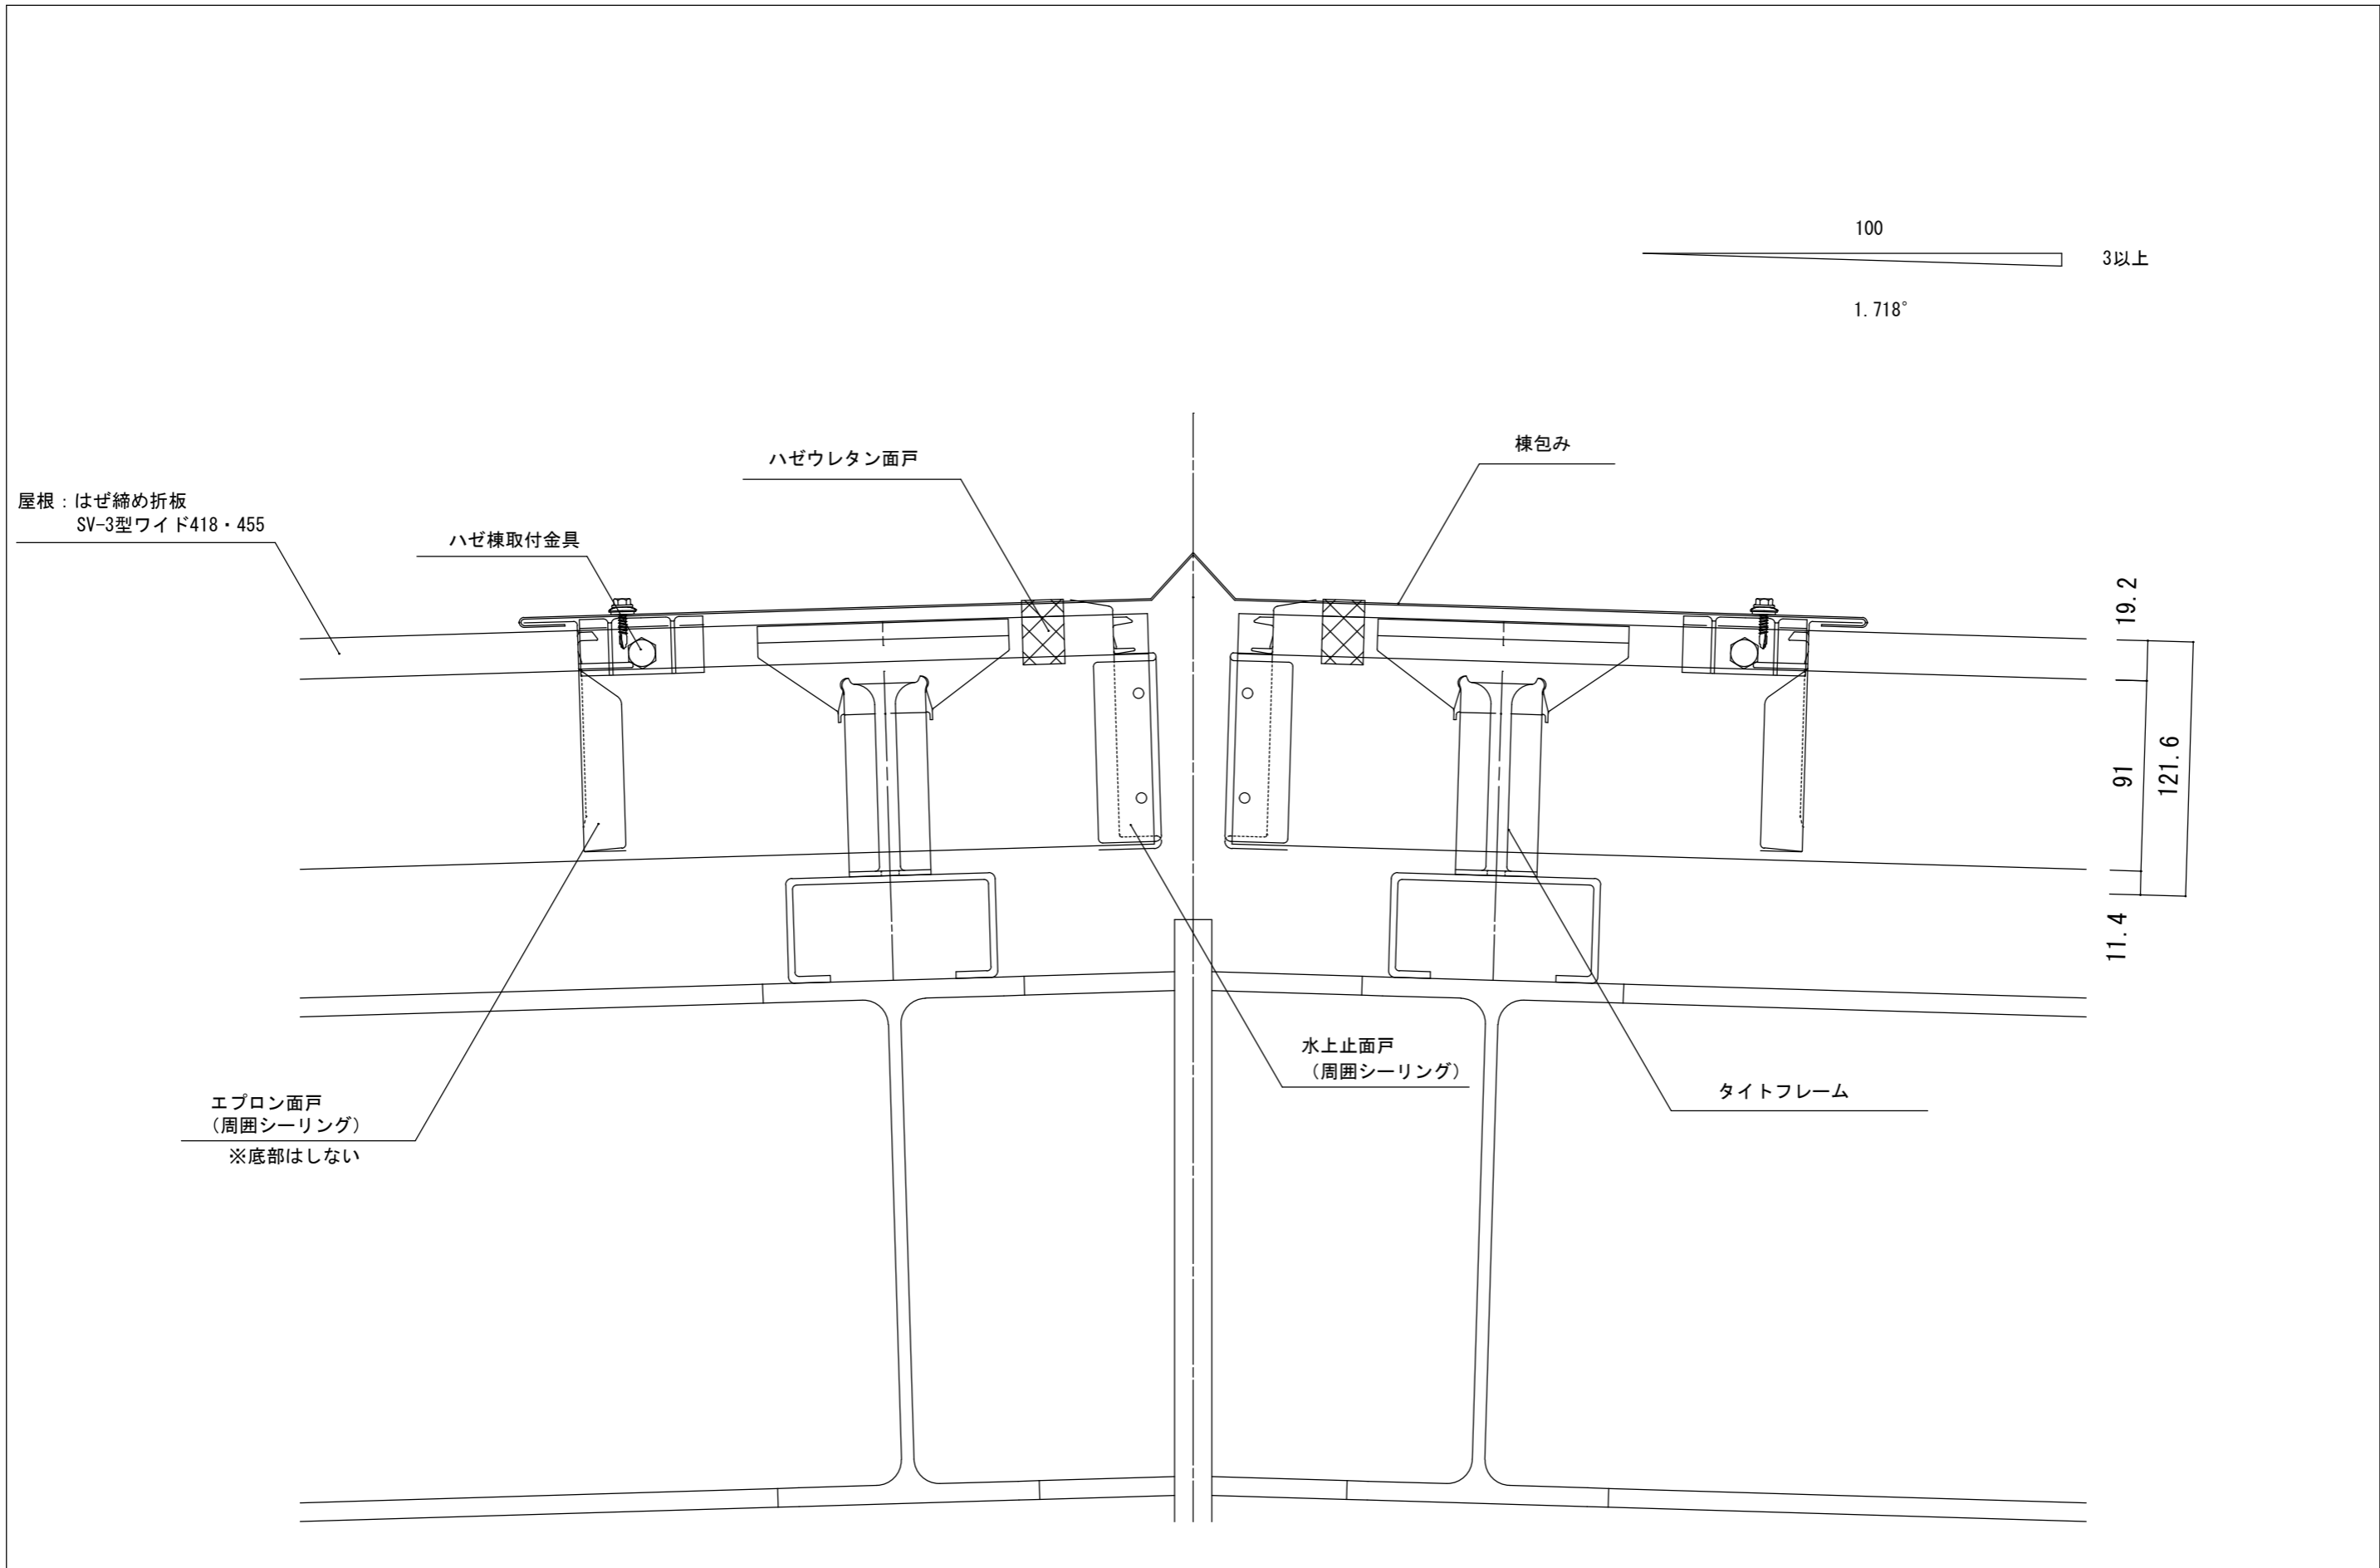 100
3以上
1.718°
ハゼウレタン面戸
棟包み
屋根:はぜ締め折板
SV-3型ワイド418・455
ハゼ棟取付金具
19.2
91
121.6
11.4
水上止面戸
(周囲シーリング)
タイトフレーム
エプロン面戸
(周囲シーリング)
※底部はしない